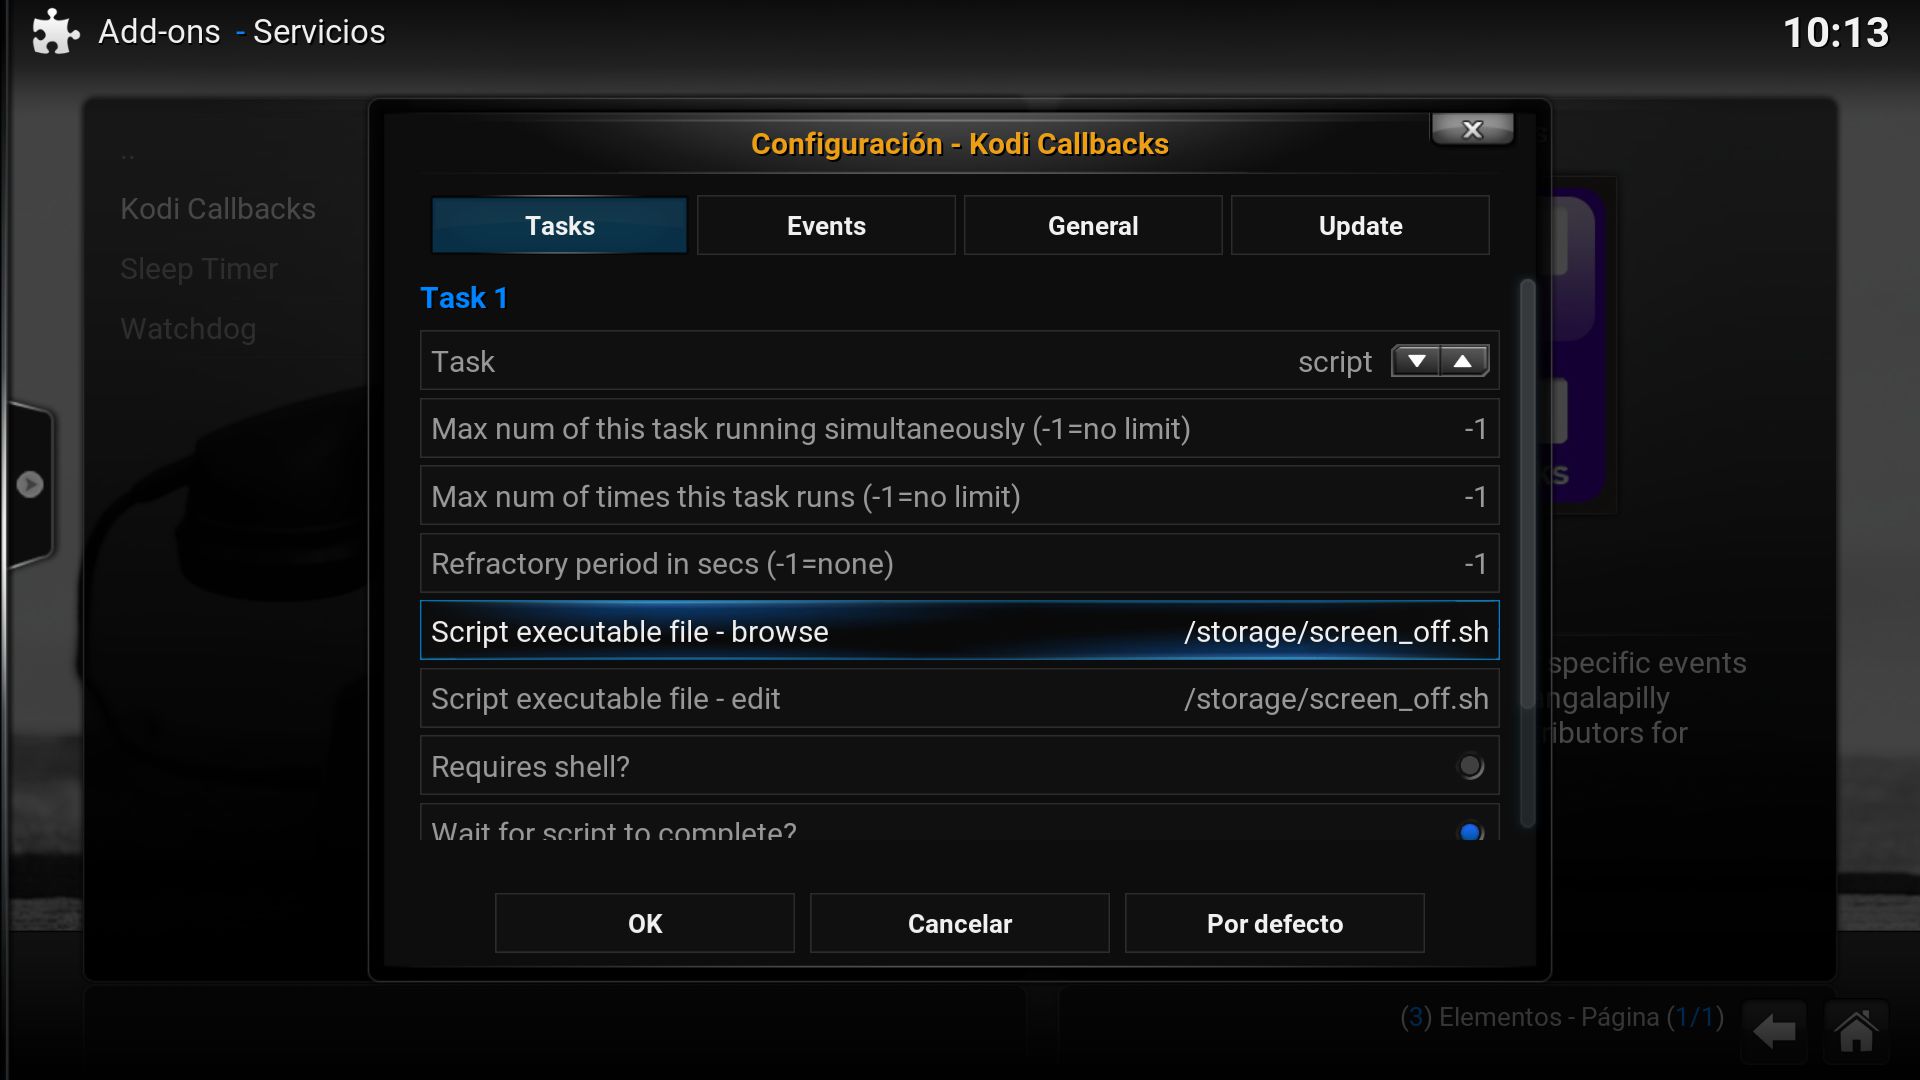 Add-ons - Servicios
10:13
..
Kodi Callbacks
Sleep Timer
Watchdog
Configuración - Kodi Callbacks
x
Tasks
Events
General
Update
Task 1
Task
script
Max num of this task running simultaneously (-1=no limit)
-1
Max num of times this task runs (-1=no limit)
-1
Refractory period in secs (-1=none)
-1
Script executable file - browse
/storage/screen_off.sh
Script executable file - edit
/storage/screen_off.sh
Requires shell?
Wait for script to complete?
specific events
OK
Cancelar
Por defecto
(3) Elementos - Página (1/1)